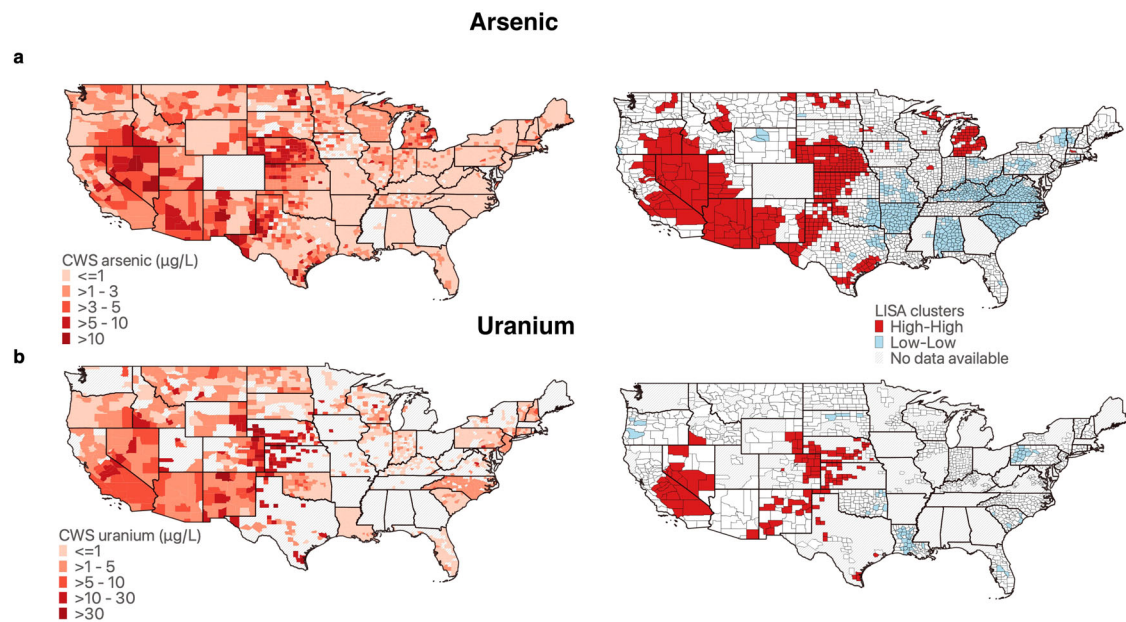 Arsenic
a
CWS arsenic (µg/L)
<=1
>1 - 3
>3 - 5
>5 - 10
>10
LISA clusters
High-High
Low-Low
No data available
Uranium
b
CWS uranium (µg/L)
<=1
>1 - 5
>5 - 10
>10 - 30
>30